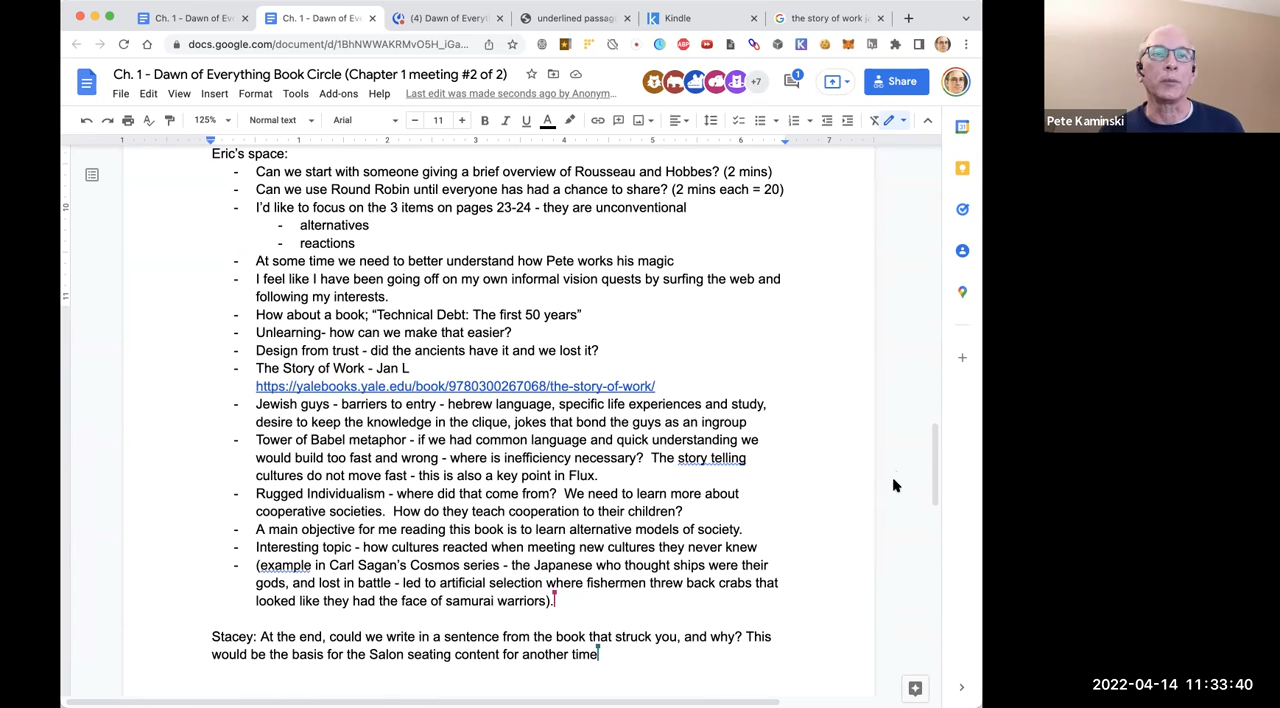 Ch. 1 - Dawn of Eve
Ch. 1 - Dawn of Eve
(4) Dawn of Everyt
underlined passag
Kindle
the story of work j
docs.google.com/document/d/1BhNWWAKRMvO5H_iGa...
Ch. 1 - Dawn of Everything Book Circle (Chapter 1 meeting #2 of 2)
+7
1
Share
File Edit View Insert Format Tools Add-ons Help Last edit was made seconds ago by Anonym...
125% Normal text Arial - 11 + B I U A
1 1 2 3 4 5 6 7
10
11
Eric's space:
- Can we start with someone giving a brief overview of Rousseau and Hobbes? (2 mins)
- Can we use Round Robin until everyone has had a chance to share? (2 mins each = 20)
- I'd like to focus on the 3 items on pages 23-24 - they are unconventional
- alternatives
- reactions
- At some time we need to better understand how Pete works his magic
- I feel like I have been going off on my own informal vision quests by surfing the web and
following my interests.
- How about a book; "Technical Debt: The first 50 years"
- Unlearning- how can we make that easier?
- Design from trust - did the ancients have it and we lost it?
- The Story of Work - Jan L
https://yalebooks.yale.edu/book/9780300267068/the-story-of-work/
- Jewish guys - barriers to entry - hebrew language, specific life experiences and study,
desire to keep the knowledge in the clique, jokes that bond the guys as an ingroup
- Tower of Babel metaphor - if we had common language and quick understanding we
would build too fast and wrong - where is inefficiency necessary? The story telling
cultures do not move fast - this is also a key point in Flux.
- Rugged Individualism - where did that come from? We need to learn more about
cooperative societies. How do they teach cooperation to their children?
- A main objective for me reading this book is to learn alternative models of society.
- Interesting topic - how cultures reacted when meeting new cultures they never knew
- (example in Carl Sagan's Cosmos series - the Japanese who thought ships were their
gods, and lost in battle - led to artificial selection where fishermen threw back crabs that
looked like they had the face of samurai warriors).
Stacey: At the end, could we write in a sentence from the book that struck you, and why? This
would be the basis for the Salon seating content for another time
Pete Kaminski
2022-04-14 11:33:40